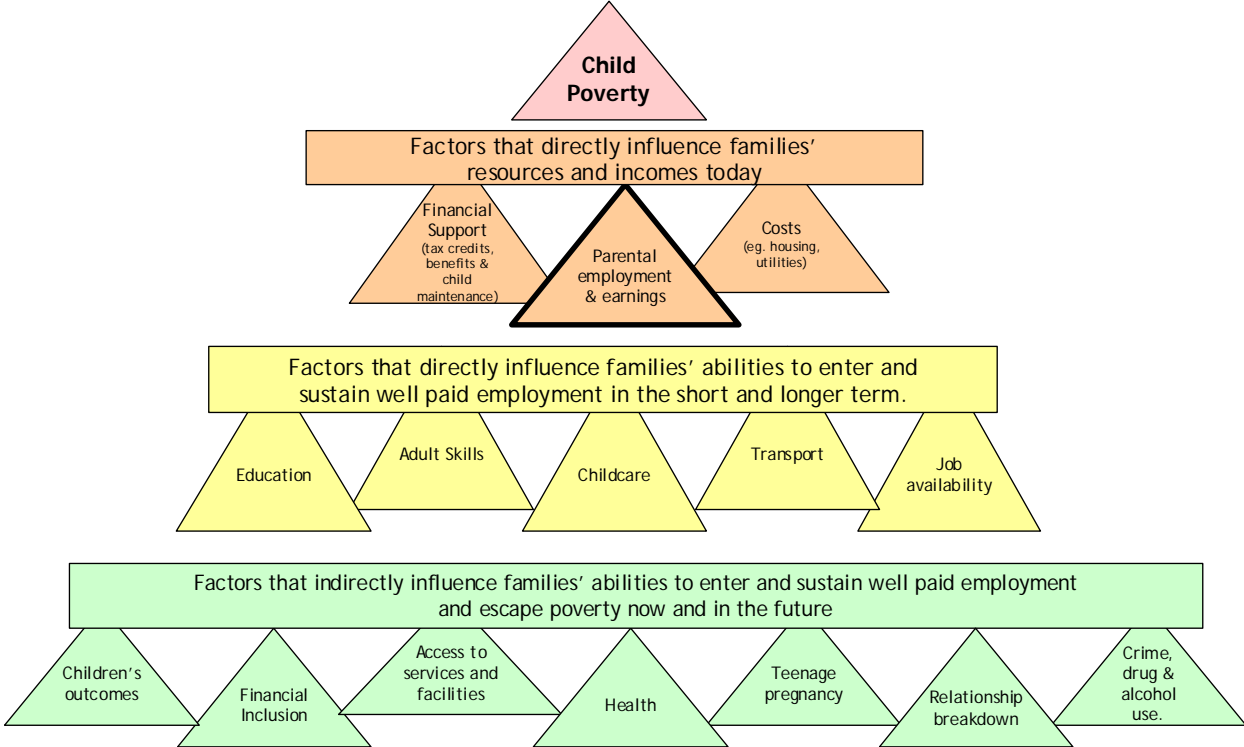 Child
Poverty
Factors that directly influence families’
resources and incomes today
Financial
Support
(tax credits,
benefits &
child
maintenance)
Parental
employment
& earnings
Costs
(eg. housing,
utilities)
Factors that directly influence families’ abilities to enter and
sustain well paid employment in the short and longer term.
Education
Adult Skills
Childcare
Transport
Job
availability
Factors that indirectly influence families’ abilities to enter and sustain well paid employment
and escape poverty now and in the future
Children’s
outcomes
Financial
Inclusion
Access to
services and
facilities
Health
Teenage
pregnancy
Relationship
breakdown
Crime,
drug &
alcohol
use.